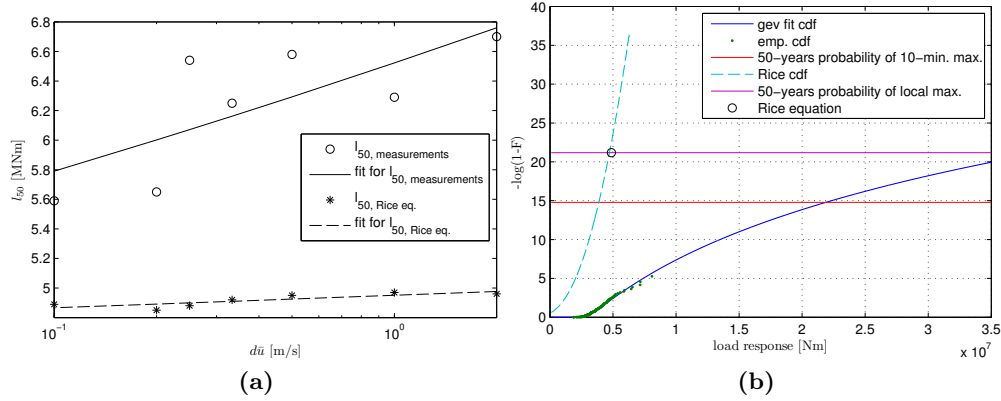 6.8
6.6
6.4
6.2
6
5.8
5.6
5.4
5.2
5
l₅₀ [MNm]
10⁻¹
10⁰
dū [m/s]
l₅₀, measurements
fit for l₅₀, measurements
l₅₀, Rice eq.
fit for l₅₀, Rice eq.
(a)
40
35
30
25
20
15
10
5
0
-log(1-F)
0
0.5
1
1.5
2
2.5
3
3.5
x 10⁷
load response [Nm]
gev fit cdf
emp. cdf
50-years probability of 10-min. max.
Rice cdf
50-years probability of local max.
Rice equation
(b)